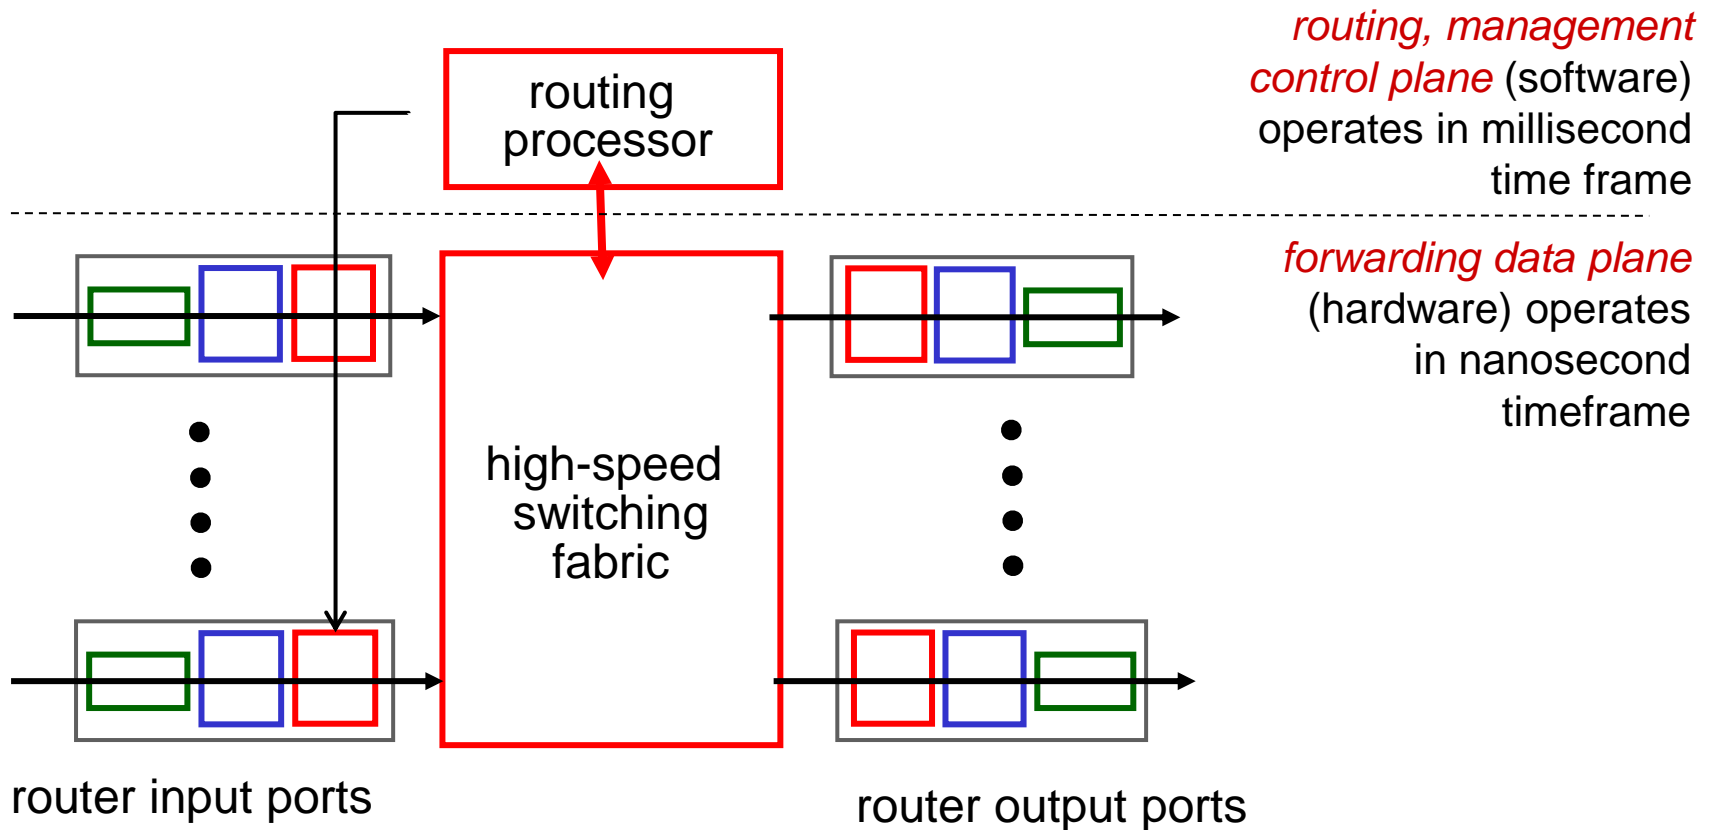 routing, management
control plane (software)
operates in millisecond
time frame
routing
processor
forwarding data plane
(hardware) operates
in nanosecond
timeframe
high-speed
switching
fabric
router input ports
router output ports